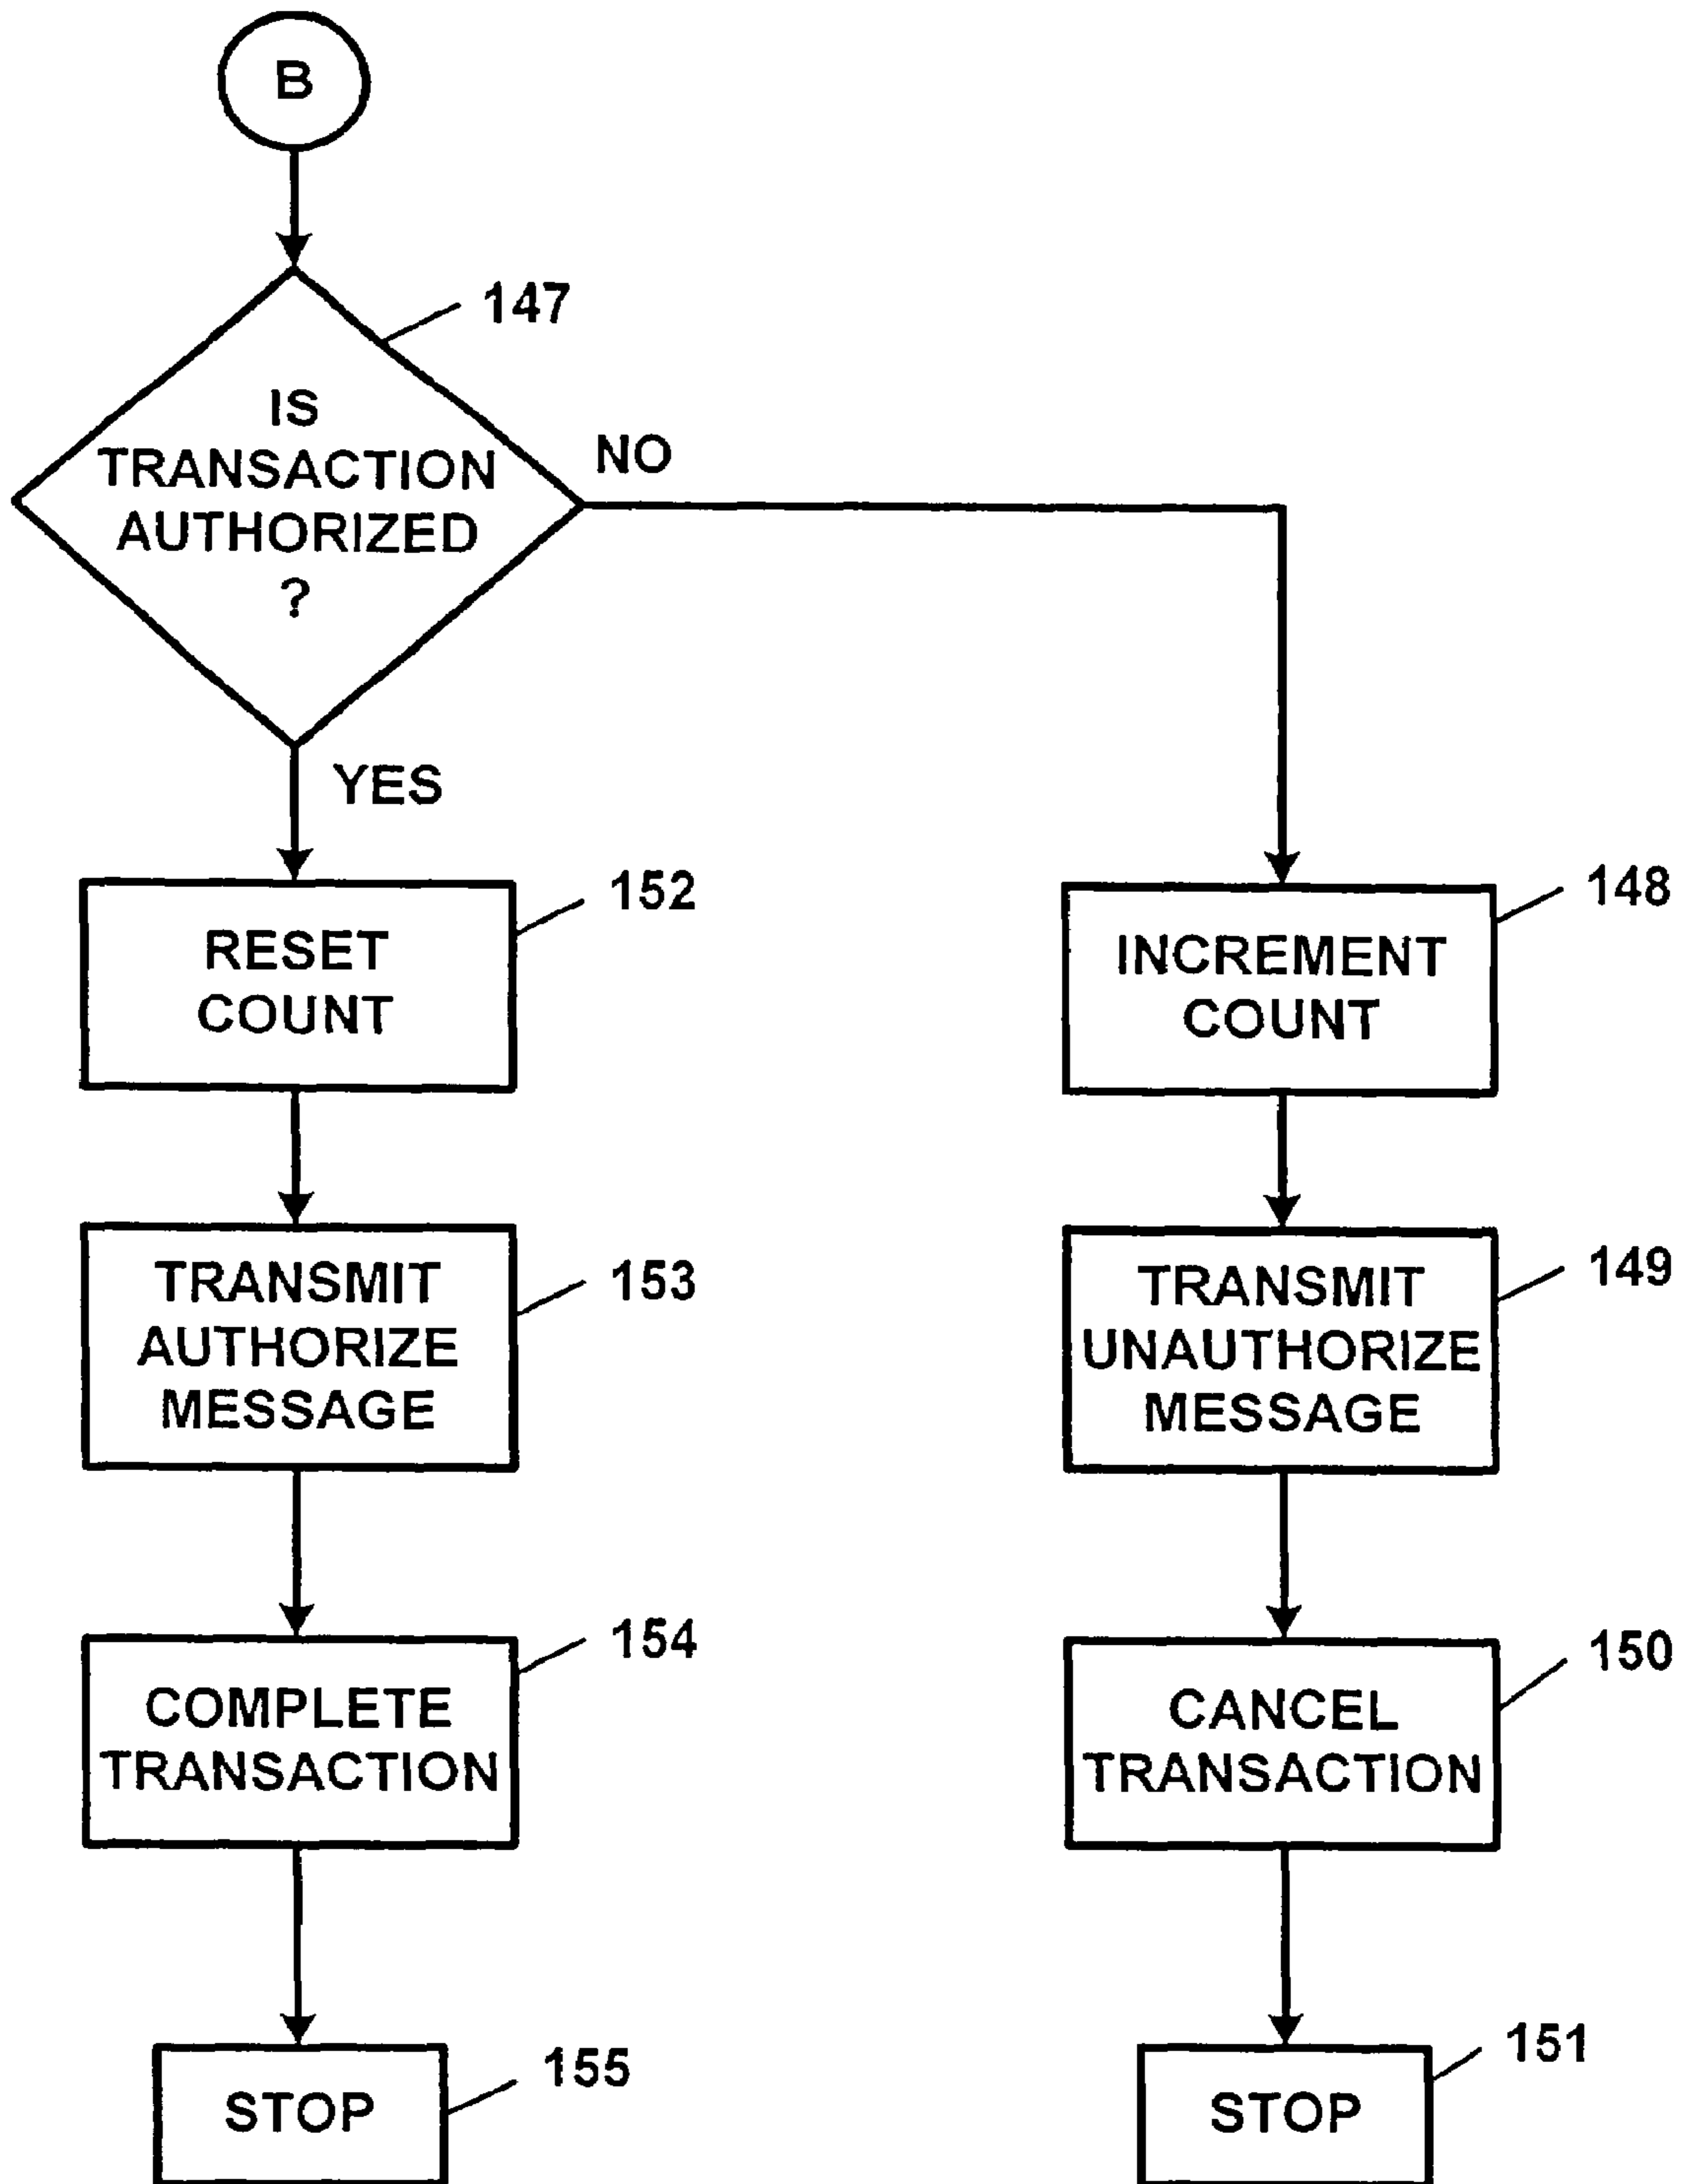 B
147
IS
TRANSACTION
AUTHORIZED
?
NO
YES
152
RESET
COUNT
153
TRANSMIT
AUTHORIZE
MESSAGE
154
COMPLETE
TRANSACTION
155
STOP
148
INCREMENT
COUNT
149
TRANSMIT
UNAUTHORIZE
MESSAGE
150
CANCEL
TRANSACTION
151
STOP